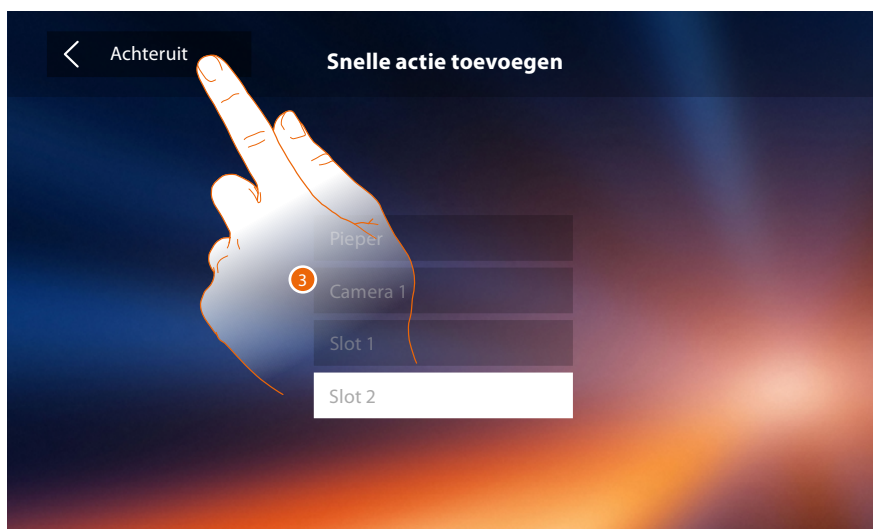 Achteruit
Snelle actie toevoegen
Pieper
3
Camera 1
Slot 1
Slot 2